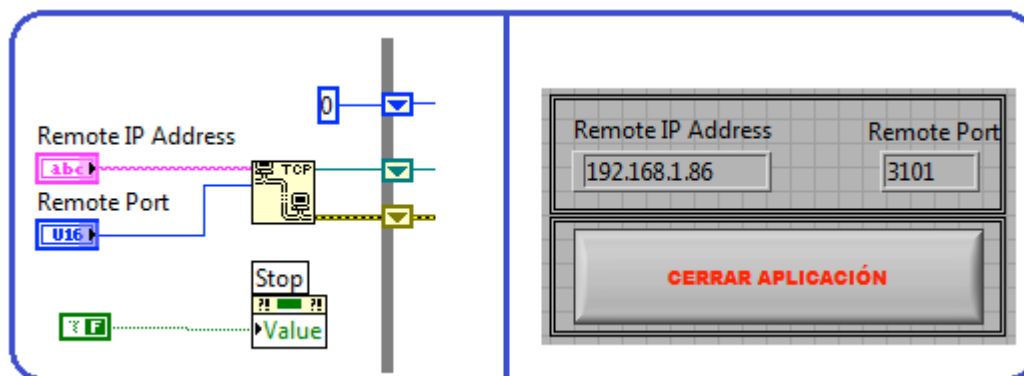 0
Remote IP Address
abc
TCP
Remote Port
U16
Stop
?! ?!
F
Value
Remote IP Address Remote Port
192.168.1.86 3101
CERRAR APLICACIÓN